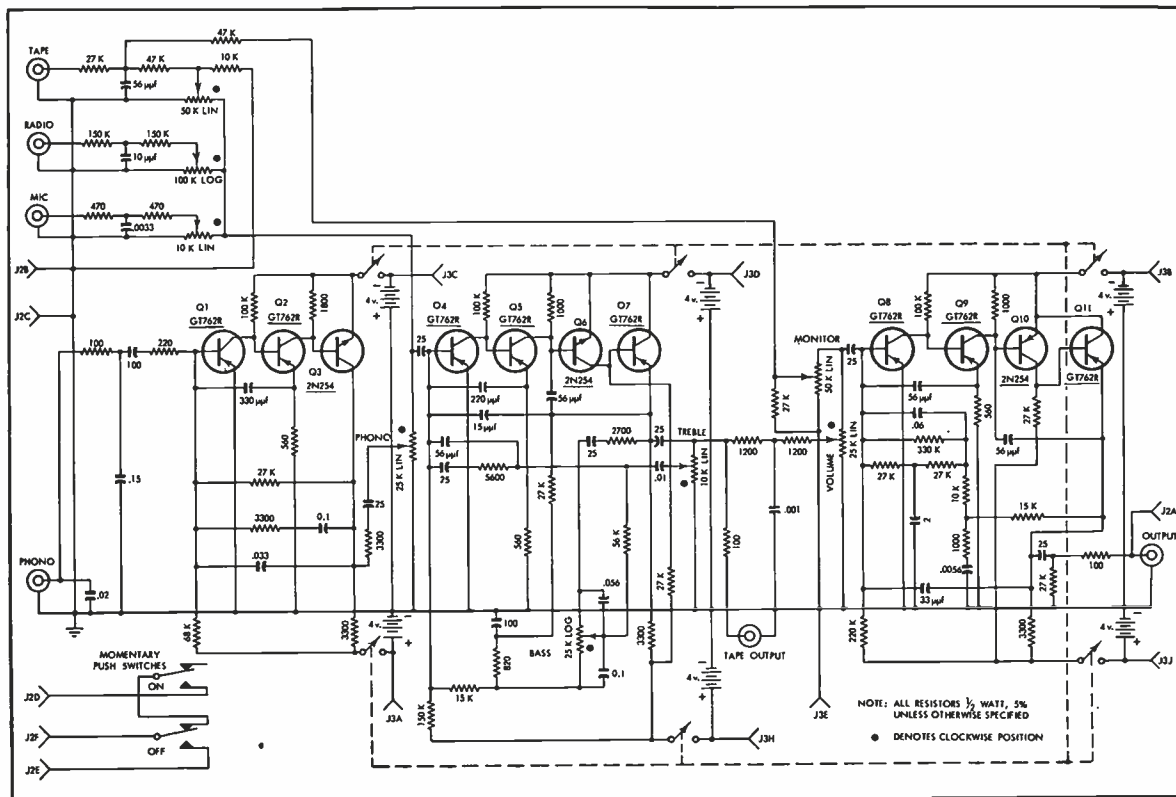 47 K
TAPE
27 K
47 K
10 K
56 μμf
50 K LIN
RADIO
150 K
150 K
10 μμf
100 K LOG
MIC
470
470
.0033
10 K LIN
J2B
J2C
J3C
J3D
J3B
Q1
GT762R
100 K
Q2
GT762R
1800
Q3
2N254
4 v.
Q4
GT762R
100 K
Q5
GT762R
1000
Q6
2N254
Q7
GT762R
4 v.
Q8
GT762R
100 K
Q9
GT762R
1000
Q10
2N254
Q11
GT762R
4 v.
100
100
220
330 μμf
560
27 K
3300
0.1
.033
.15
PHONO
.02
68 K
3300
PHONO
25 K LIN
25
3300
4 v.
J3A
25
220 μμf
15 μμf
56 μμf
56 μμf
25
5600
560
27 K
25
2700
25
TREBLE
10 K LIN
.01
56 K
27 K
.056
100
820
BASS
25 K LOG
0.1
3300
15 K
150 K
4 v.
J3H
1200
1200
100
.001
TAPE OUTPUT
MONITOR
50 K LIN
27 K
VOLUME
25 K LIN
J3E
25
56 μμf
.06
330 K
27 K
27 K
2
10 K
1000
.0056
33 μμf
220 K
560
27 K
56 μμf
15 K
25
27 K
100
3300
J2A
OUTPUT
4 v.
J3J
MOMENTARY
PUSH SWITCHES
ON
OFF
J2D
J2F
J2E
NOTE: ALL RESISTORS ½ WATT, 5%
UNLESS OTHERWISE SPECIFIED
● DENOTES CLOCKWISE POSITION